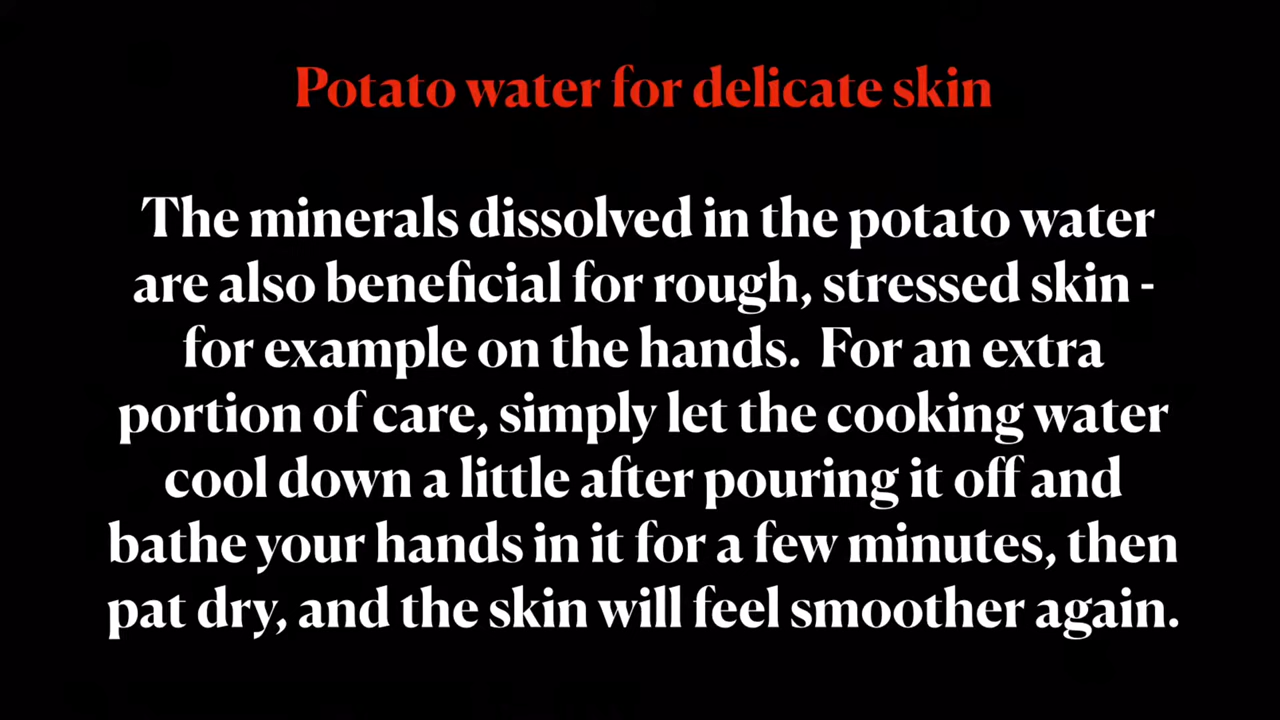 Potato water for delicate skin
The minerals dissolved in the potato water
are also beneficial for rough, stressed skin -
for example on the hands.  For an extra
portion of care, simply let the cooking water
cool down a little after pouring it off and
bathe your hands in it for a few minutes, then
pat dry, and the skin will feel smoother again.